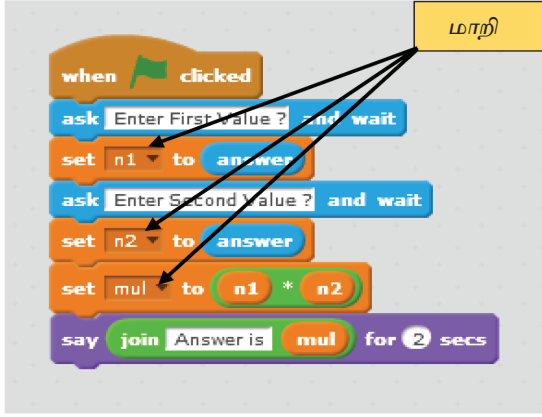 மாறி
when clicked
ask Enter First Value ? and wait
set n1 to answer
ask Enter Second Value ? and wait
set n2 to answer
set mul to n1 * n2
say join Answer is mul for 2 secs